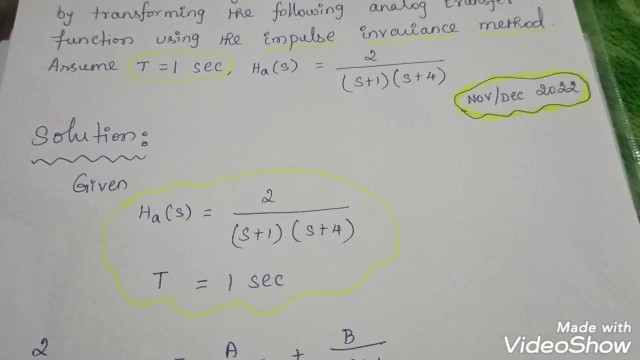 by transforming the following analog transfer
function using the impulse invariance method.
Assume T = 1 sec, Ha(s) = 2 / (s+1)(s+4)
NOV/DEC 2022
Solution:
Given
Ha(s) = 2 / (s+1)(s+4)
T = 1 sec
2 = A + B
Made with
VideoShow